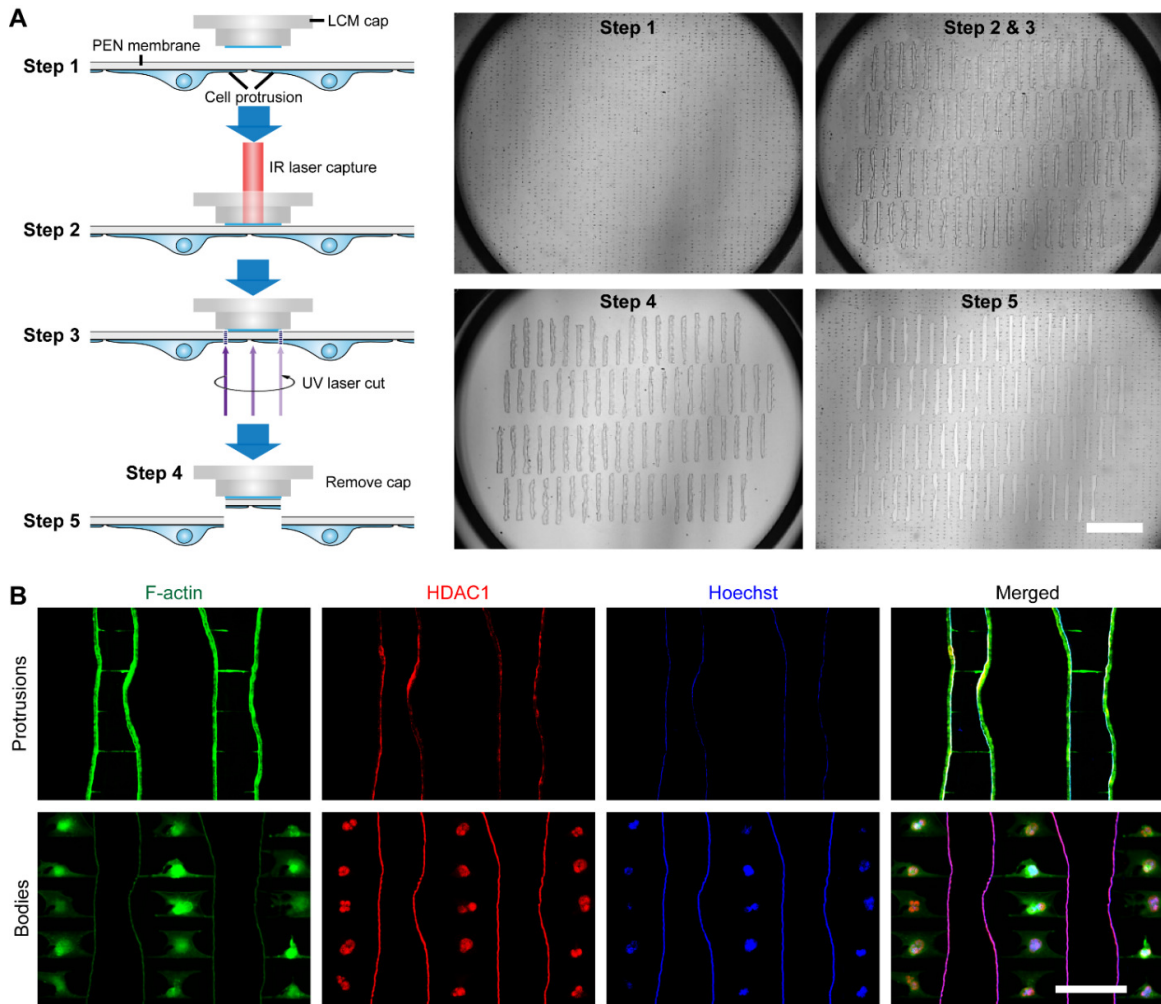 A
LCM cap
PEN membrane
Step 1
Cell protrusion
IR laser capture
Step 2
Step 3
UV laser cut
Step 4
Remove cap
Step 5
Step 1
Step 2 & 3
Step 4
Step 5
B
F-actin
HDAC1
Hoechst
Merged
Protrusions
Bodies